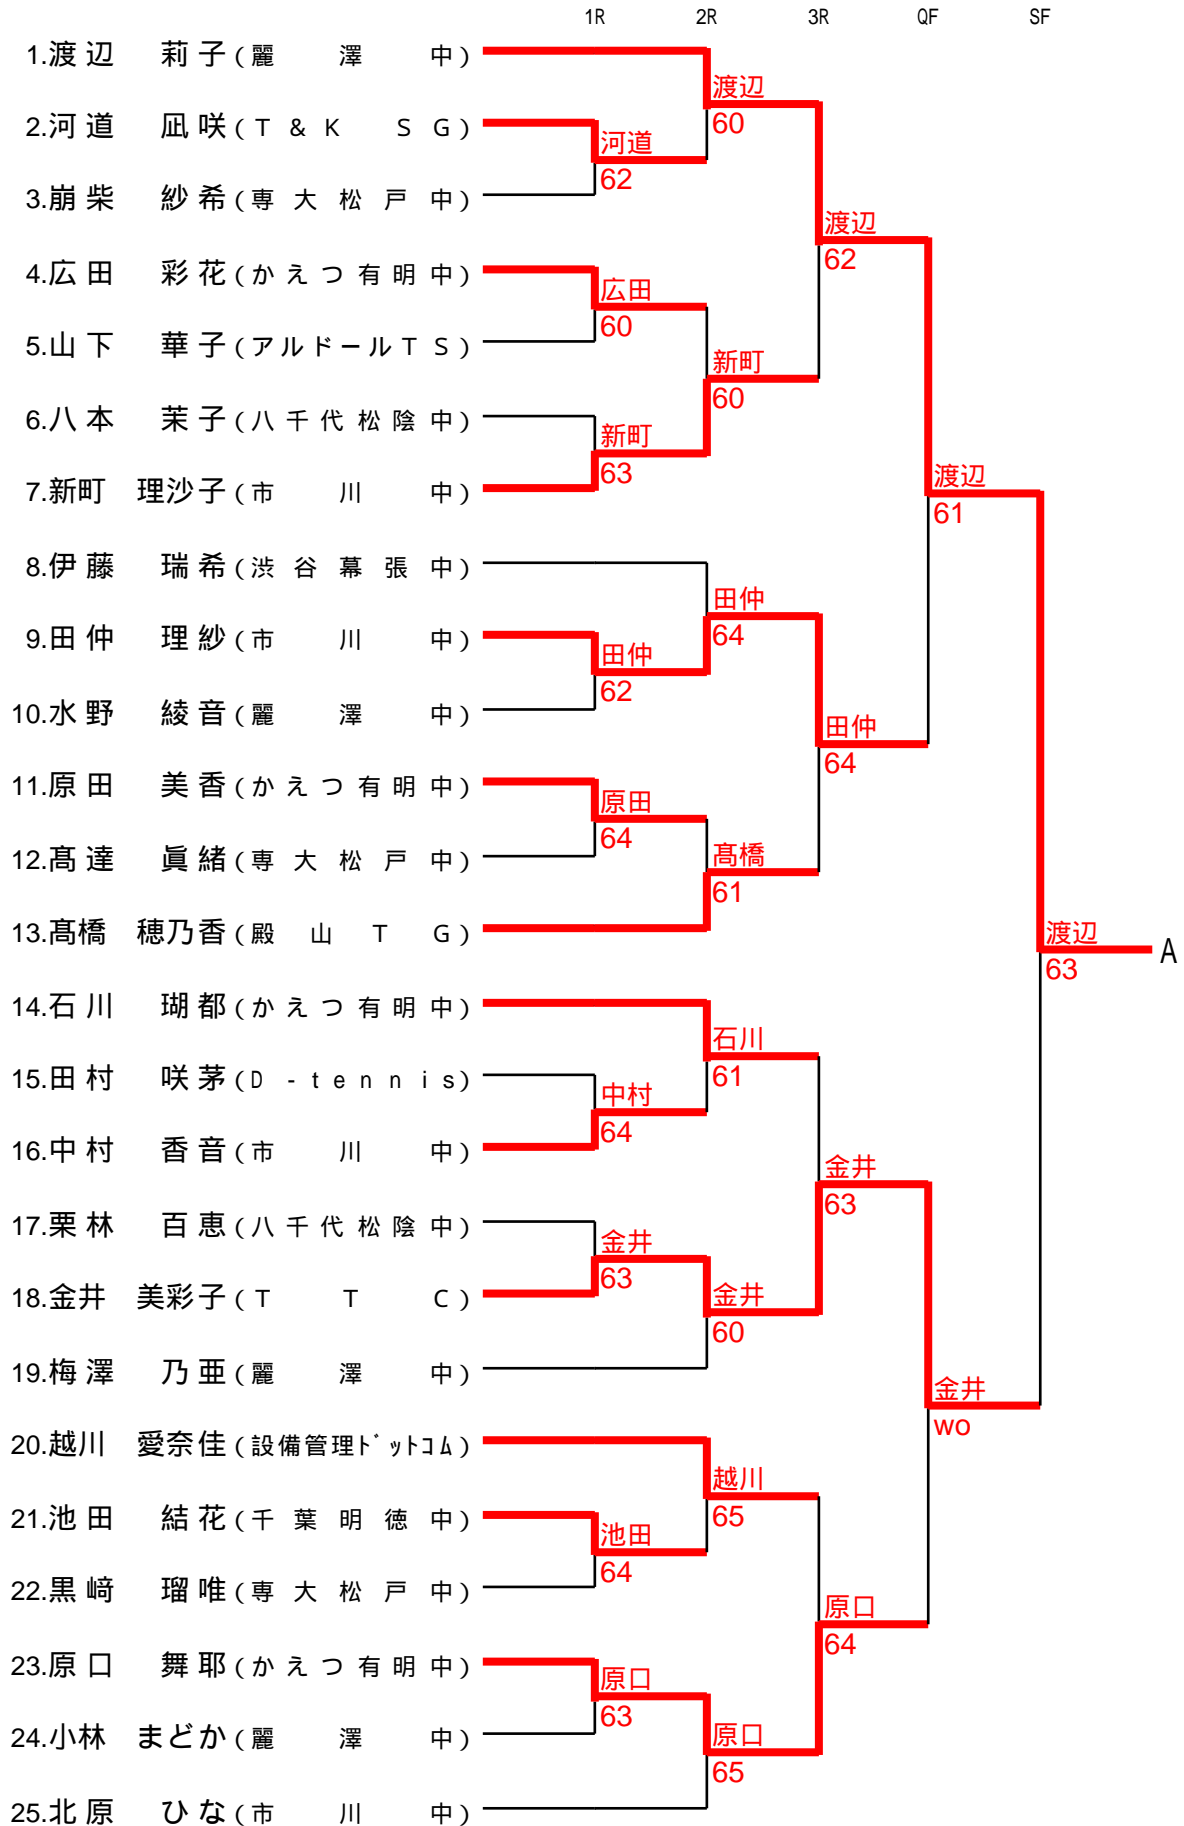 1R 2R 3R QF SF
1.渡辺 莉子(麗澤中)
渡辺
60
2.河道 凪咲(T&K SG)
河道
62
3.崩柴 紗希(専大松戸中)
渡辺
62
4.広田 彩花(かえつ有明中)
広田
60
5.山下 華子(アルドールTS)
新町
60
6.八本 茉子(八千代松陰中)
新町
63
7.新町 理沙子(市川中)
渡辺
61
8.伊藤 瑞希(渋谷幕張中)
田仲
64
9.田仲 理紗(市川中)
田仲
62
10.水野 綾音(麗澤中)
田仲
64
11.原田 美香(かえつ有明中)
原田
64
12.髙達 眞緒(専大松戸中)
髙橋
61
13.髙橋 穂乃香(殿山TG)
渡辺
63
A
14.石川 瑚都(かえつ有明中)
石川
61
15.田村 咲茅(D-tennis)
中村
64
16.中村 香音(市川中)
金井
63
17.栗林 百恵(八千代松陰中)
金井
63
18.金井 美彩子(TTC)
金井
60
19.梅澤 乃亜(麗澤中)
金井
wo
20.越川 愛奈佳(設備管理ﾄﾞｯﾄｺﾑ)
越川
65
21.池田 結花(千葉明徳中)
池田
64
22.黒﨑 瑠唯(専大松戸中)
原口
64
23.原口 舞耶(かえつ有明中)
原口
63
24.小林 まどか(麗澤中)
原口
65
25.北原 ひな(市川中)